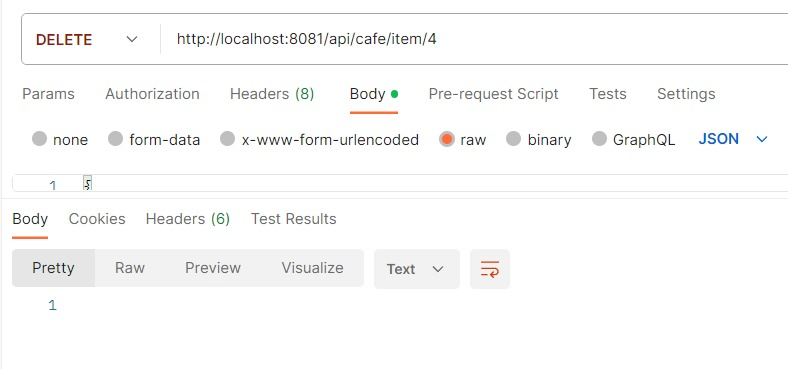 DELETE http://localhost:8081/api/cafe/item/4
Params Authorization Headers (8) Body Pre-request Script Tests Settings
none form-data x-www-form-urlencoded raw binary GraphQL JSON
1 {
Body Cookies Headers (6) Test Results
Pretty Raw Preview Visualize Text
1